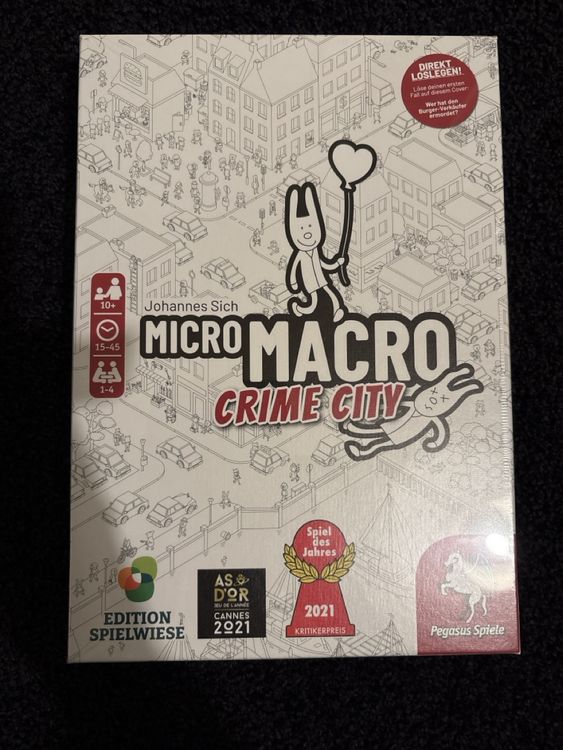 DIREKT
LOSLEGEN!
Löse deinen ersten
Fall auf diesem Cover:
Wer hat den
Burger-Verkäufer
ermordet?
10+
15-45
1-4
Johannes Sich
MICRO MACRO
CRIME CITY
EDITION
SPIELWIESE
AS
D'OR
JEU DE L'ANNÉE
CANNES
2021
Spiel
des
Jahres
2021
KRITIKERPREIS
Pegasus Spiele